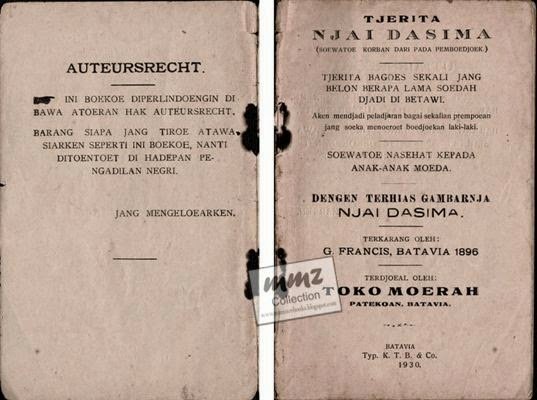 AUTEURSRECHT.
INI BOEKOE DIPERLINDOENGIN DI
BAWA ATOERAN HAK AUTEURSRECHT.
BARANG SIAPA JANG TIROE ATAWA
SIARKEN SEPERTI INI BOEKOE, NANTI
DITOENTOET DI HADEPAN PE-
NGADILAN NEGRI.
JANG MENGELOEARKEN.
TJERITA
NJAI DASIMA
(SOEWATOE KORBAN DARI PADA PEMBOEDJOEK.)
TJERITA BAGOES SEKALI JANG
BELON BERAPA LAMA SOEDAH
DJADI DI BETAWI.
Aken mendjadi peladjaran bagai sekalian prempoean
jang soeka menoeroet boedjoekan laki-laki.
SOEWATOE NASEHAT KEPADA
ANAK-ANAK MOEDA.
DENGEN TERHIAS GAMBARNJA
NJAI DASIMA.
TERKARANG OLEH:
G. FRANCIS, BATAVIA 1896
TERDJOEAL OLEH:
TOKO MOERAH
PATEKOAN, BATAVIA.
BATAVIA
Typ. K. T. B. & Co.
1930.
mmz
Collection